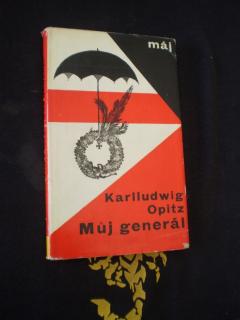 máj
Karlludwig
Opitz
Můj generál